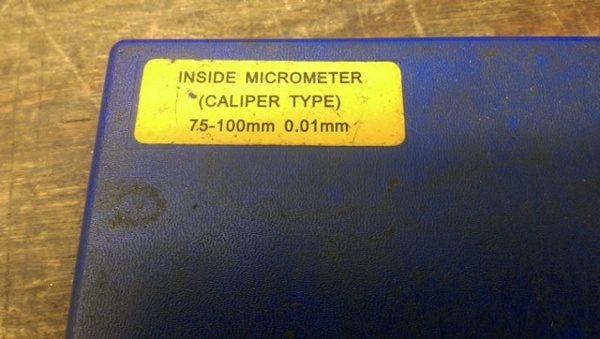 INSIDE MICROMETER
(CALIPER TYPE)
75-100mm 0.01mm